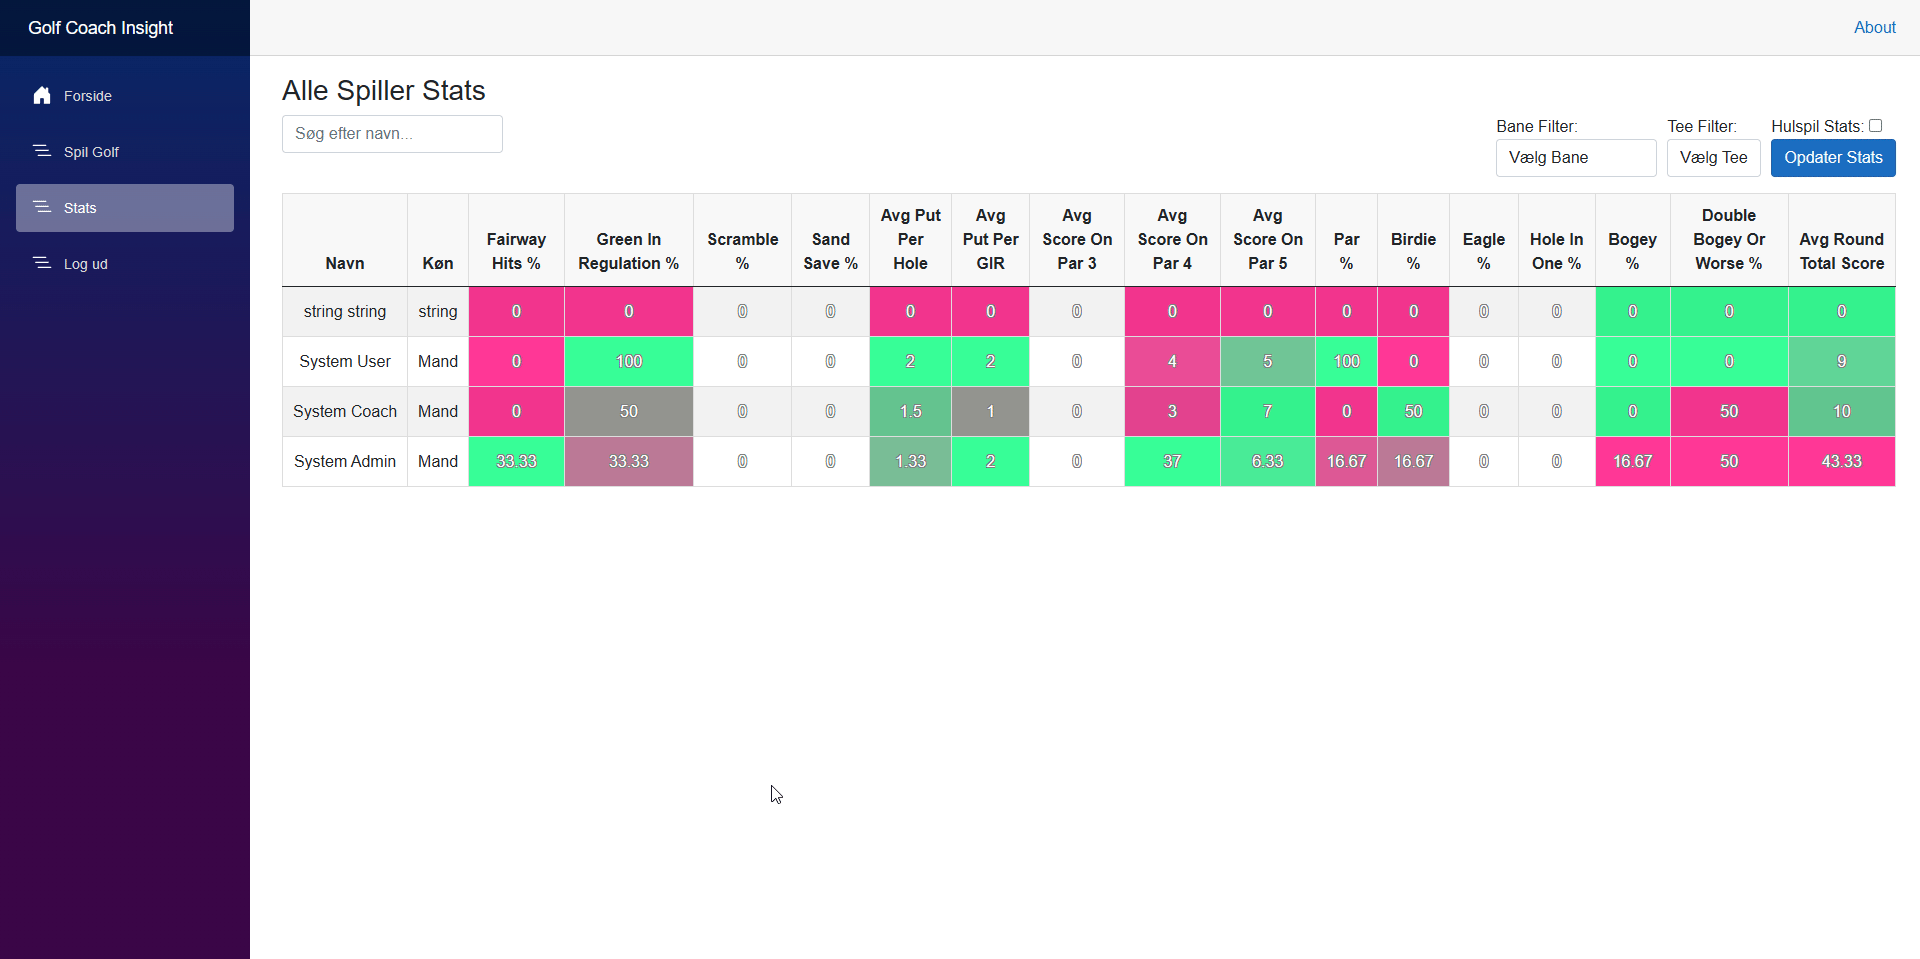 Golf Coach Insight
About
Forside
Spil Golf
Stats
Log ud
Alle Spiller Stats
Søg efter navn...
Bane Filter:
Vælg Bane
Tee Filter:
Vælg Tee
Hulspil Stats:
Opdater Stats
Navn Køn Fairway Hits % Green In Regulation % Scramble % Sand Save % Avg Put Per Hole Avg Put Per GIR Avg Score On Par 3 Avg Score On Par 4 Avg Score On Par 5 Par % Birdie % Eagle % Hole In One % Bogey % Double Bogey Or Worse % Avg Round Total Score
string string string 0 0 0 0 0 0 0 0 0 0 0 0 0 0 0 0
System User Mand 0 100 0 0 2 2 0 4 5 100 0 0 0 0 0 9
System Coach Mand 0 50 0 0 1.5 1 0 3 7 0 50 0 0 0 50 10
System Admin Mand 33.33 33.33 0 0 1.33 2 0 37 6.33 16.67 16.67 0 0 16.67 50 43.33